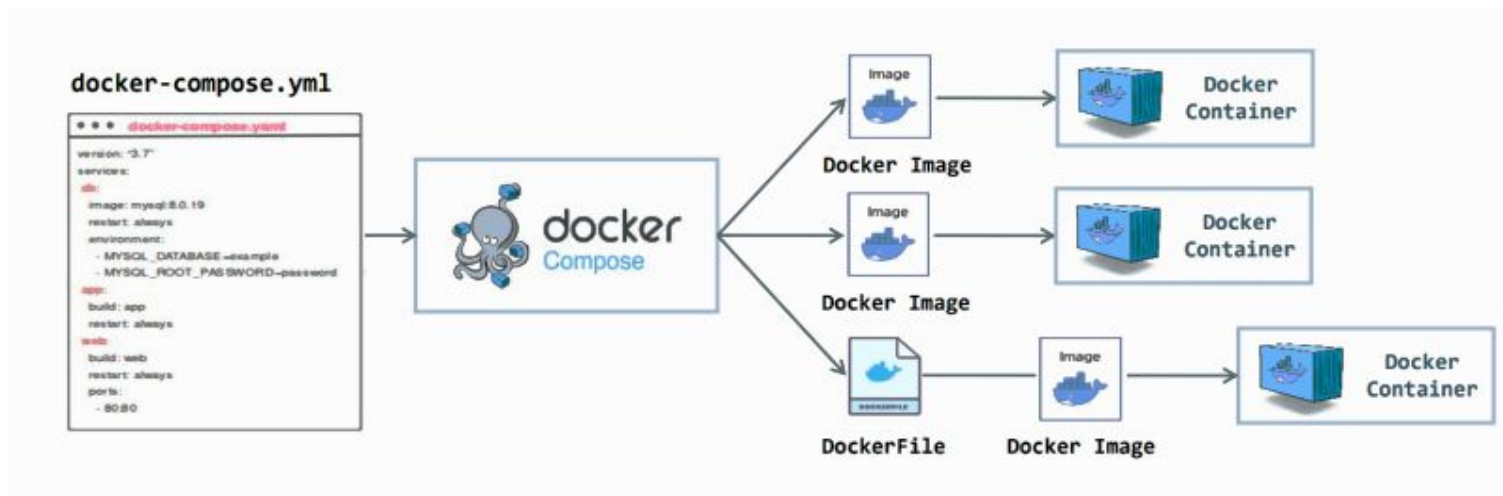 docker-compose.yml
docker-compose.yaml
version: "3.7"
services:
db:
image: mysql:8.0.19
restart: always
environment:
- MYSQL_DATABASE=example
- MYSQL_ROOT_PASSWORD=password
app:
build: app
restart: always
web:
build: web
restart: always
ports:
- 80:80
docker
Compose
Image
Docker Image
Docker
Container
Image
Docker Image
Docker
Container
DOCKERFILE
DockerFile
Image
Docker Image
Docker
Container